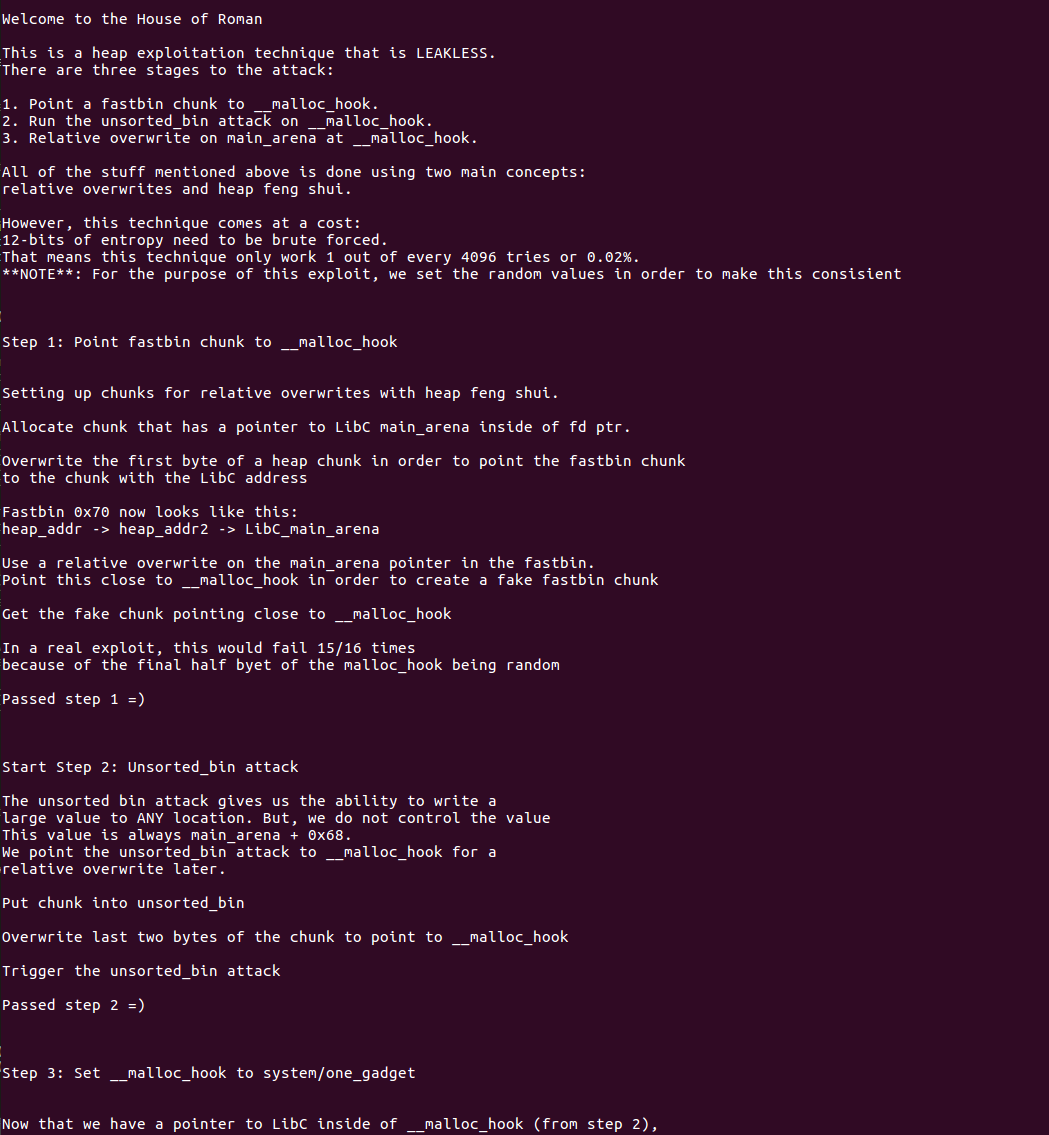 Welcome to the House of Roman
This is a heap exploitation technique that is LEAKLESS.
There are three stages to the attack:
1. Point a fastbin chunk to __malloc_hook.
2. Run the unsorted_bin attack on __malloc_hook.
3. Relative overwrite on main_arena at __malloc_hook.
All of the stuff mentioned above is done using two main concepts:
relative overwrites and heap feng shui.
However, this technique comes at a cost:
12-bits of entropy need to be brute forced.
That means this technique only work 1 out of every 4096 tries or 0.02%.
**NOTE**: For the purpose of this exploit, we set the random values in order to make this consisient
Step 1: Point fastbin chunk to __malloc_hook
Setting up chunks for relative overwrites with heap feng shui.
Allocate chunk that has a pointer to LibC main_arena inside of fd ptr.
Overwrite the first byte of a heap chunk in order to point the fastbin chunk
to the chunk with the LibC address
Fastbin 0x70 now looks like this:
heap_addr -> heap_addr2 -> LibC_main_arena
Use a relative overwrite on the main_arena pointer in the fastbin.
Point this close to __malloc_hook in order to create a fake fastbin chunk
Get the fake chunk pointing close to __malloc_hook
In a real exploit, this would fail 15/16 times
because of the final half byet of the malloc_hook being random
Passed step 1 =)
Start Step 2: Unsorted_bin attack
The unsorted bin attack gives us the ability to write a
large value to ANY location. But, we do not control the value
This value is always main_arena + 0x68.
We point the unsorted_bin attack to __malloc_hook for a
relative overwrite later.
Put chunk into unsorted_bin
Overwrite last two bytes of the chunk to point to __malloc_hook
Trigger the unsorted_bin attack
Passed step 2 =)
Step 3: Set __malloc_hook to system/one_gadget
Now that we have a pointer to LibC inside of __malloc_hook (from step 2),